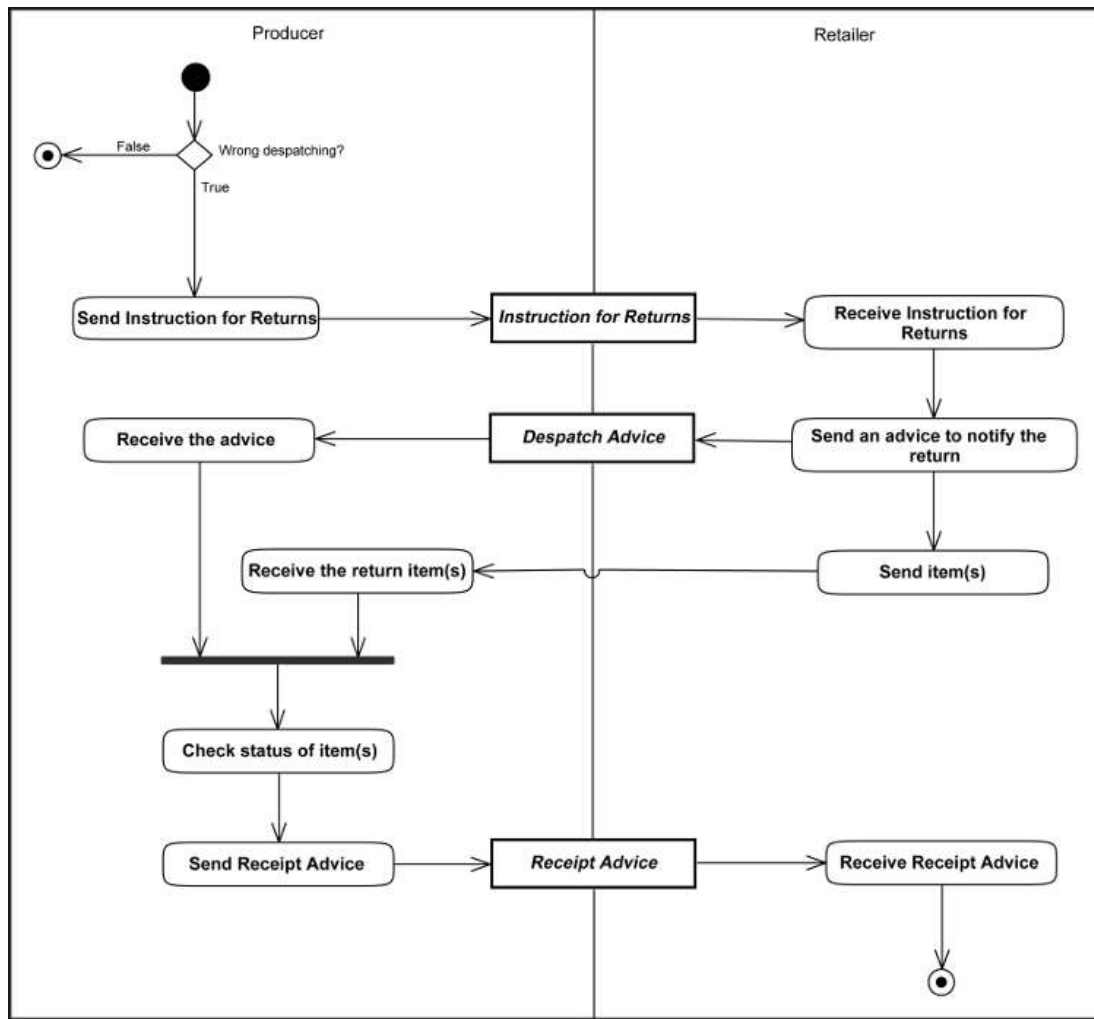 Producer
Retailer
False
Wrong despatching?
True
Send Instruction for Returns
Instruction for Returns
Receive Instruction for
Returns
Receive the advice
Despatch Advice
Send an advice to notify the
return
Receive the return item(s)
Send item(s)
Check status of item(s)
Send Receipt Advice
Receipt Advice
Receive Receipt Advice